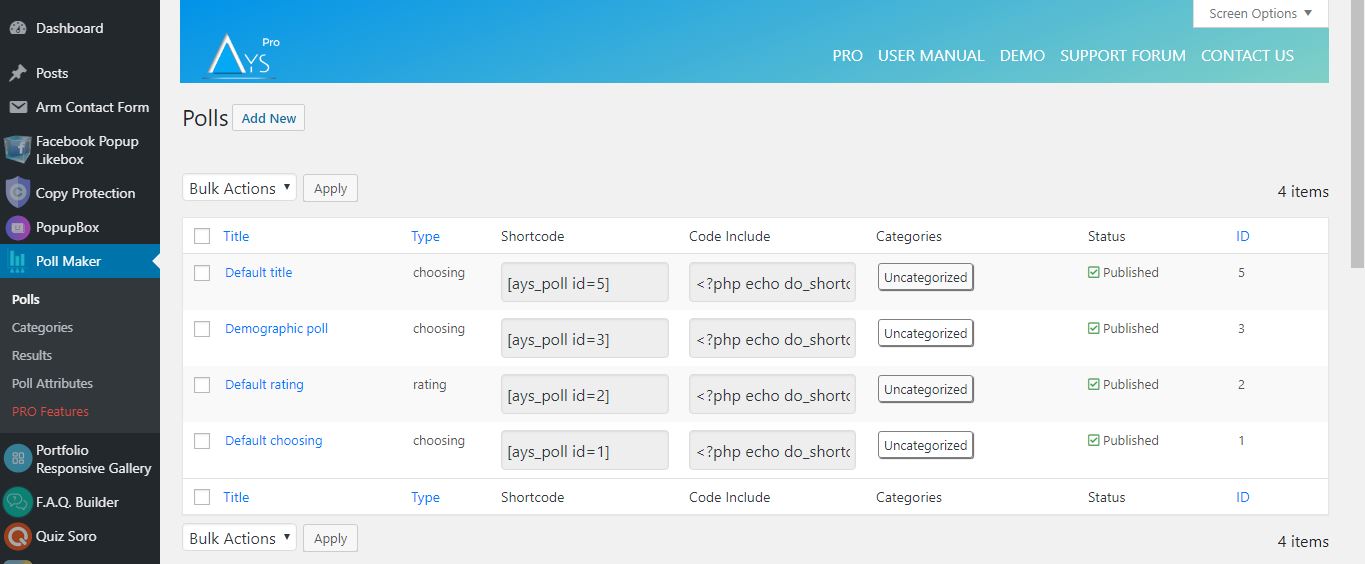 Dashboard
Posts
Arm Contact Form
Facebook Popup
Likebox
Copy Protection
PopupBox
Poll Maker
Polls
Categories
Results
Poll Attributes
PRO Features
Portfolio
Responsive Gallery
F.A.Q. Builder
Quiz Soro
Screen Options
AYS Pro
PRO USER MANUAL DEMO SUPPORT FORUM CONTACT US
Polls Add New
Bulk Actions Apply 4 items
Title Type Shortcode Code Include Categories Status ID
Default title choosing [ays_poll id=5] <?php echo do_shortc Uncategorized Published 5
Demographic poll choosing [ays_poll id=3] <?php echo do_shortc Uncategorized Published 3
Default rating rating [ays_poll id=2] <?php echo do_shortc Uncategorized Published 2
Default choosing choosing [ays_poll id=1] <?php echo do_shortc Uncategorized Published 1
Title Type Shortcode Code Include Categories Status ID
Bulk Actions Apply 4 items